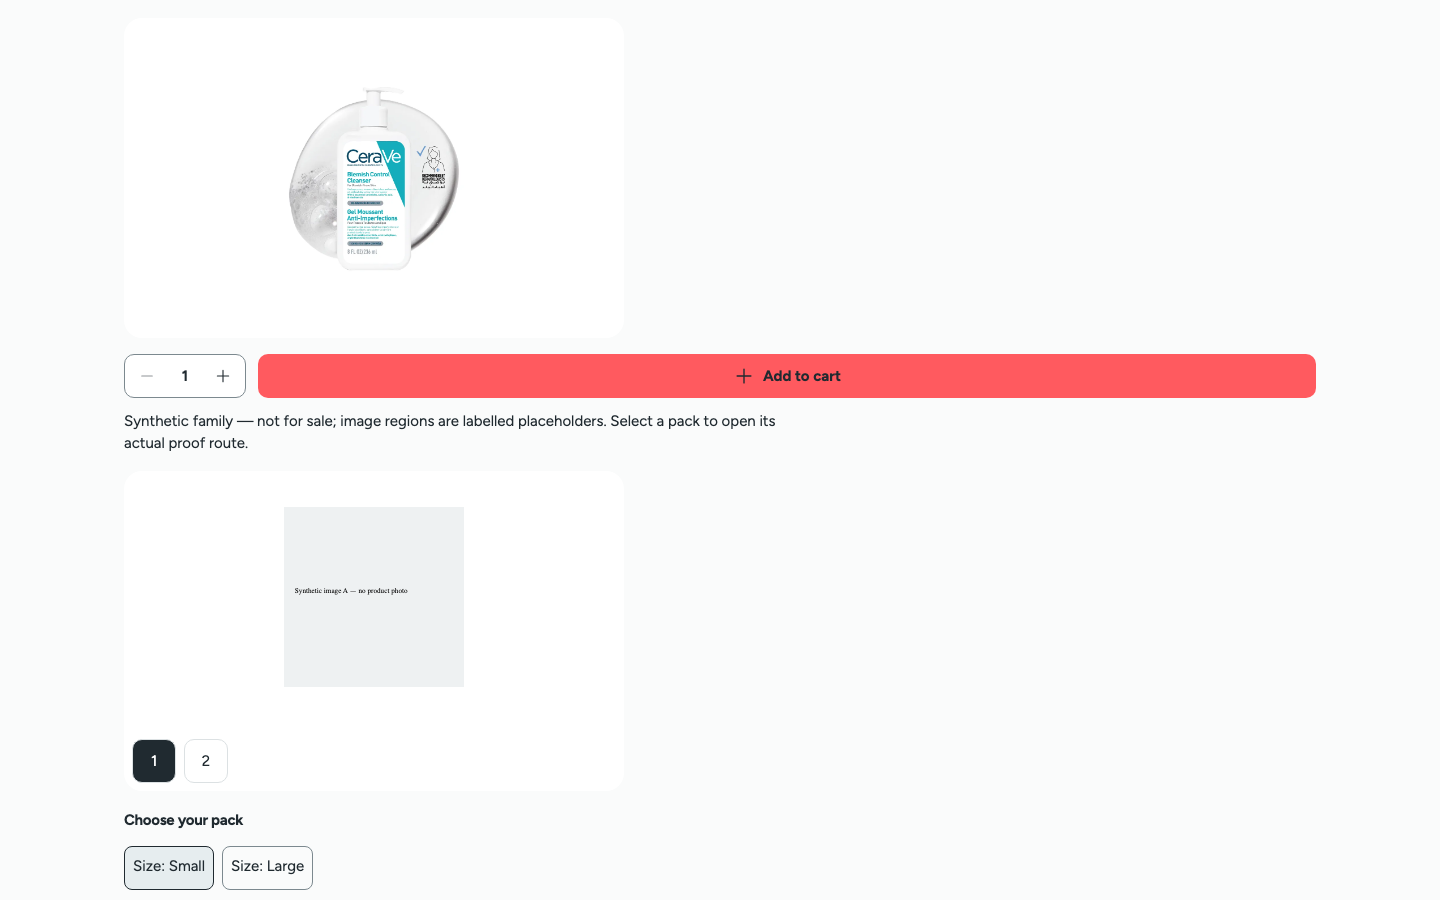 CeraVe
Blemish Control
Cleanser
Gel Moussant
Anti-Imperfections
1
Add to cart
Synthetic family — not for sale; image regions are labelled placeholders. Select a pack to open its
actual proof route.
Synthetic image A — no product photo
1
2
Choose your pack
Size: Small
Size: Large